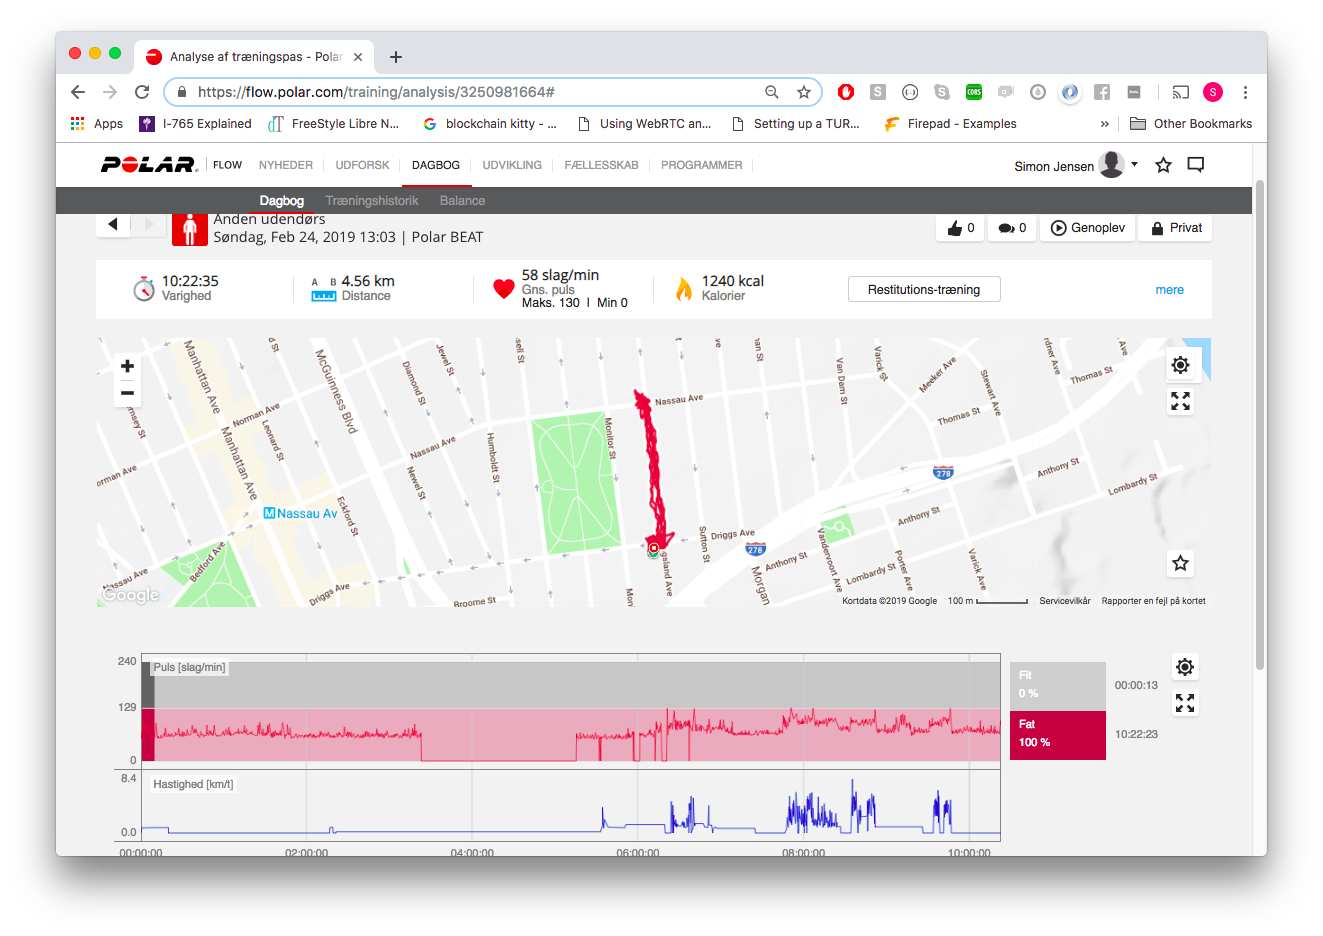 Analyse af træningspas - Polar
https://flow.polar.com/training/analysis/3250981664#
S
CORS
S
Apps
I-765 Explained
FreeStyle Libre N...
blockchain kitty - ...
Using WebRTC an...
Setting up a TUR...
Firepad - Examples
»
Other Bookmarks
POLAR
FLOW
NYHEDER
UDFORSK
DAGBOG
UDVIKLING
FÆLLESSKAB
PROGRAMMER
Simon Jensen
Dagbog
Træningshistorik
Balance
Anden udendørs
Søndag, Feb 24, 2019 13:03 | Polar BEAT
0
0
Genoplev
Privat
10:22:35
Varighed
A B
4.56 km
Distance
58 slag/min
Gns. puls
Maks. 130 | Min 0
1240 kcal
Kalorier
Restitutions-træning
mere
+
−
Manhattan Ave
McGuinness Blvd
Norman Ave
Leonard St
Manhattan Ave
Diamond St
Jewel St
Nassau Ave
Humboldt St
Newel St
Eckford St
M Nassau Av
Bedford Ave
Nassau Ave
Driggs Ave
Broome St
Monitor St
Nassau Ave
Driggs Ave
Sutton St
Morgan
Van Dam St
Varick St
Meeker Ave
Stewart Ave
Thomas St
Thomas St
278
278
Anthony St
Anthony St
Anthony St
Lombardy St
Lombardy St
Vandervoort Ave
Porter Ave
Varick Ave
Google
Kortdata ©2019 Google
100 m
Servicevilkår
Rapporter en fejl på kortet
240
129
0
Puls [slag/min]
Fit
0 %
00:00:13
Fat
100 %
10:22:23
8.4
0.0
Hastighed [km/t]
00:00:00
02:00:00
04:00:00
06:00:00
08:00:00
10:00:00